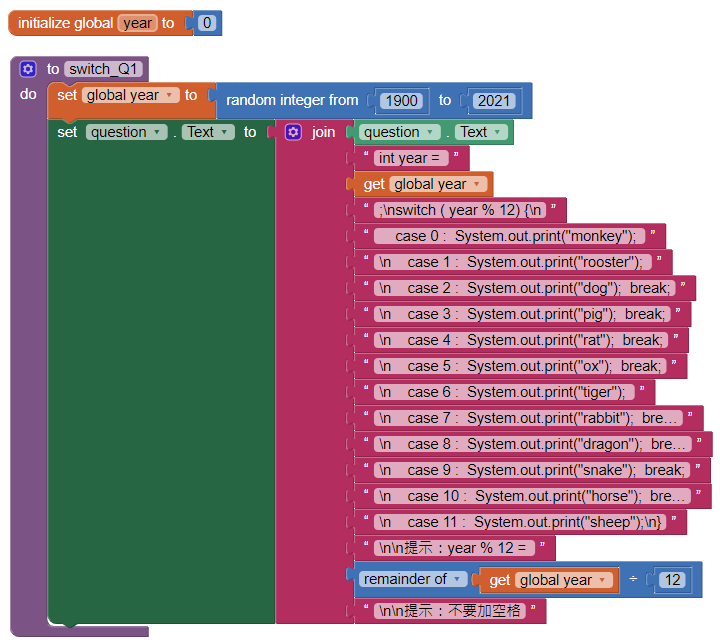 initialize global year to 0
to switch_Q1
do set global year to random integer from 1900 to 2021
set question . Text to join question . Text
“ int year = ”
get global year
“ ;\nswitch ( year % 12) {\n ”
“ case 0 : System.out.print("monkey"); ”
“ \n case 1 : System.out.print("rooster"); ”
“ \n case 2 : System.out.print("dog"); break; ”
“ \n case 3 : System.out.print("pig"); break; ”
“ \n case 4 : System.out.print("rat"); break; ”
“ \n case 5 : System.out.print("ox"); break; ”
“ \n case 6 : System.out.print("tiger"); ”
“ \n case 7 : System.out.print("rabbit"); bre... ”
“ \n case 8 : System.out.print("dragon"); bre... ”
“ \n case 9 : System.out.print("snake"); break; ”
“ \n case 10 : System.out.print("horse"); bre... ”
“ \n case 11 : System.out.print("sheep");\n} ”
“ \n\n提示：year % 12 = ”
remainder of get global year ÷ 12
“ \n\n提示：不要加空格 ”